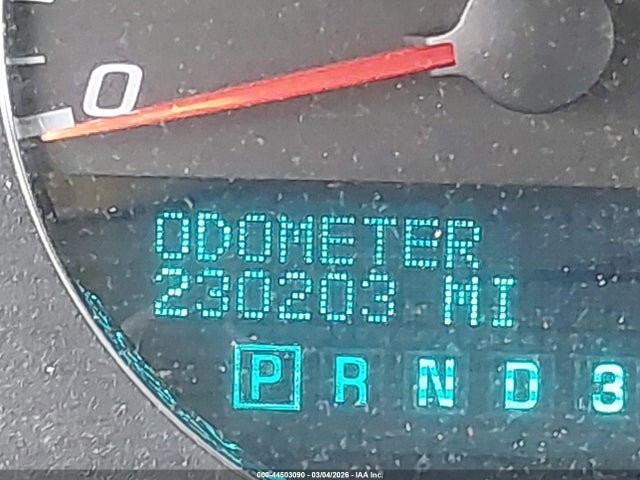 0
ODOMETER
230203 MI
P R N D 3
000-44503090 - 03/04/2026 - IAA Inc.